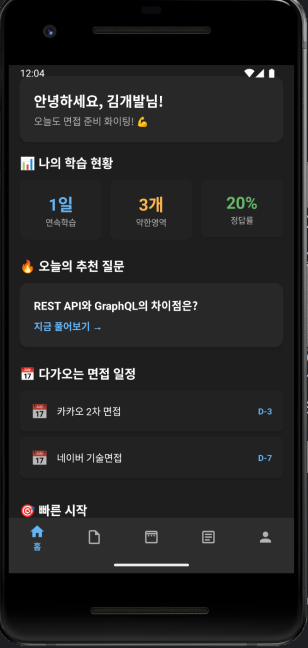 12:04
안녕하세요, 김개발님!
오늘도 면접 준비 화이팅! 💪
📊 나의 학습 현황
1일 3개 20%
연속학습 약한영역 정답률
🔥 오늘의 추천 질문
REST API와 GraphQL의 차이점은?
지금 풀어보기 →
📅 다가오는 면접 일정
카카오 2차 면접 D-3
네이버 기술면접 D-7
🎯 빠른 시작
홈